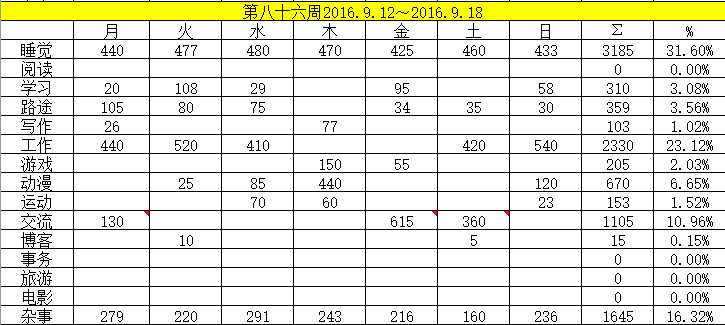 第八十六周2016.9.12～2016.9.18
月 火 水 木 金 土 日 Σ %
睡觉 440 477 480 470 425 460 433 3185 31.60%
阅读 0 0.00%
学习 20 108 29 95 58 310 3.08%
路途 105 80 75 34 35 30 359 3.56%
写作 26 77 103 1.02%
工作 440 520 410 420 540 2330 23.12%
游戏 150 55 205 2.03%
动漫 25 85 440 120 670 6.65%
运动 70 60 23 153 1.52%
交流 130 615 360 1105 10.96%
博客 10 5 15 0.15%
事务 0 0.00%
旅游 0 0.00%
电影 0 0.00%
杂事 279 220 291 243 216 160 236 1645 16.32%